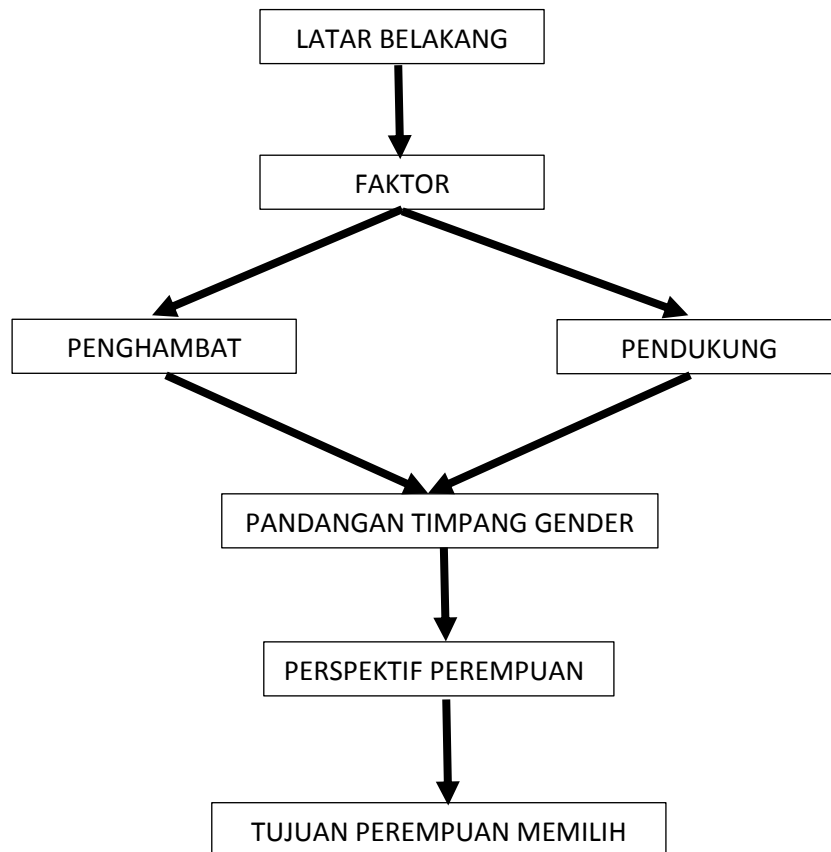 LATAR BELAKANG
FAKTOR
PENGHAMBAT
PENDUKUNG
PANDANGAN TIMPANG GENDER
PERSPEKTIF PEREMPUAN
TUJUAN PEREMPUAN MEMILIH